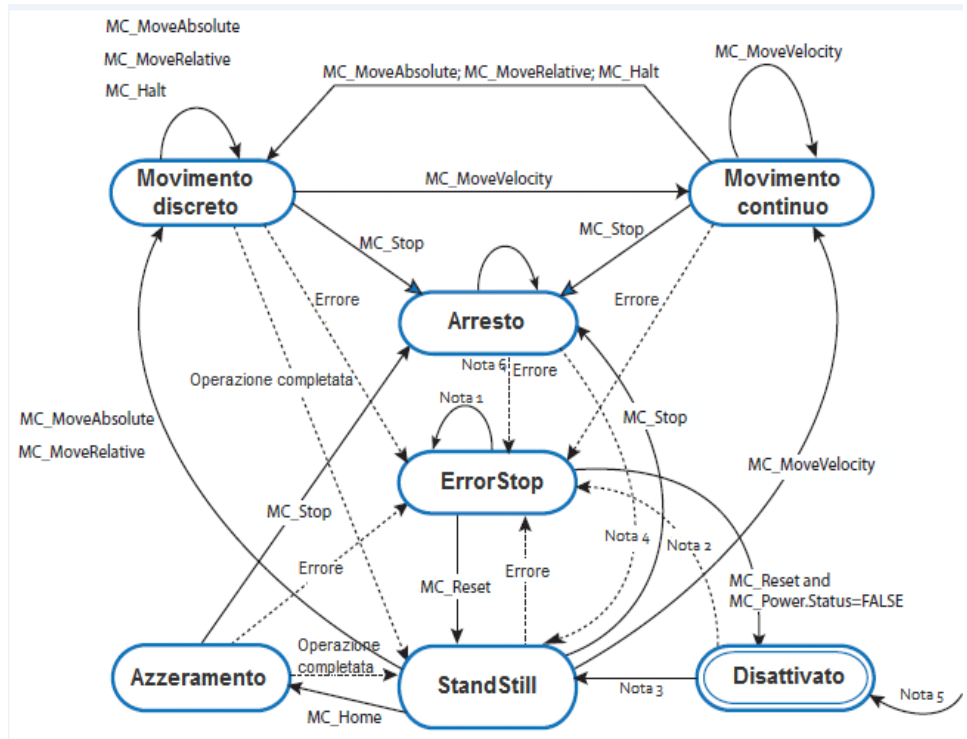 MC_MoveAbsolute
MC_MoveRelative
MC_Halt
MC_MoveAbsolute; MC_MoveRelative; MC_Halt
MC_MoveVelocity
Movimento
discreto
MC_MoveVelocity
Movimento
continuo
MC_Stop
MC_Stop
Errore
Arresto
Errore
Operazione completata
Nota 6
Errore
MC_MoveAbsolute
MC_MoveRelative
Nota 1
MC_Stop
MC_MoveVelocity
ErrorStop
MC_Stop
Nota 4
Nota 2
Errore
MC_Reset
Errore
MC_Reset and
MC_Power.Status=FALSE
Azzeramento
Operazione
completata
StandStill
Nota 3
Disattivato
Nota 5
MC_Home